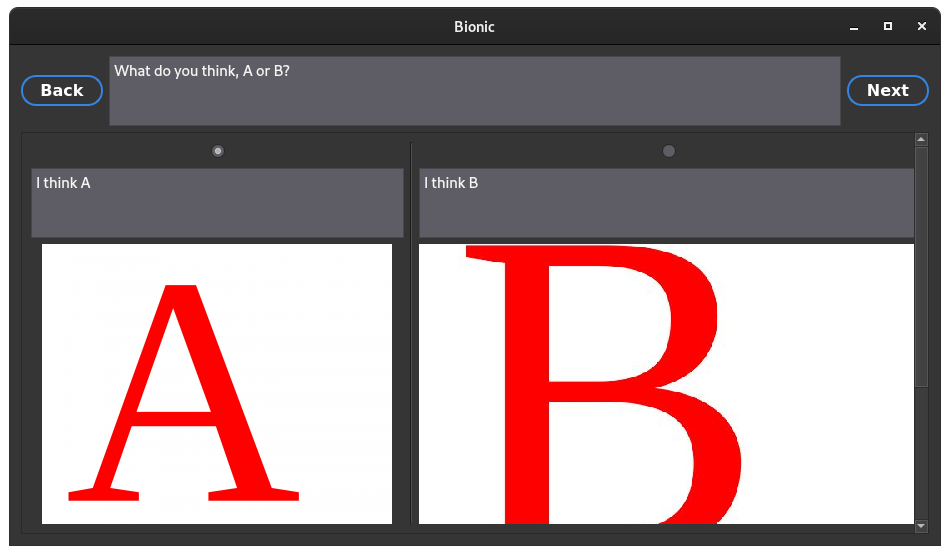 Bionic
Back
What do you think, A or B?
Next
I think A
I think B
A
B